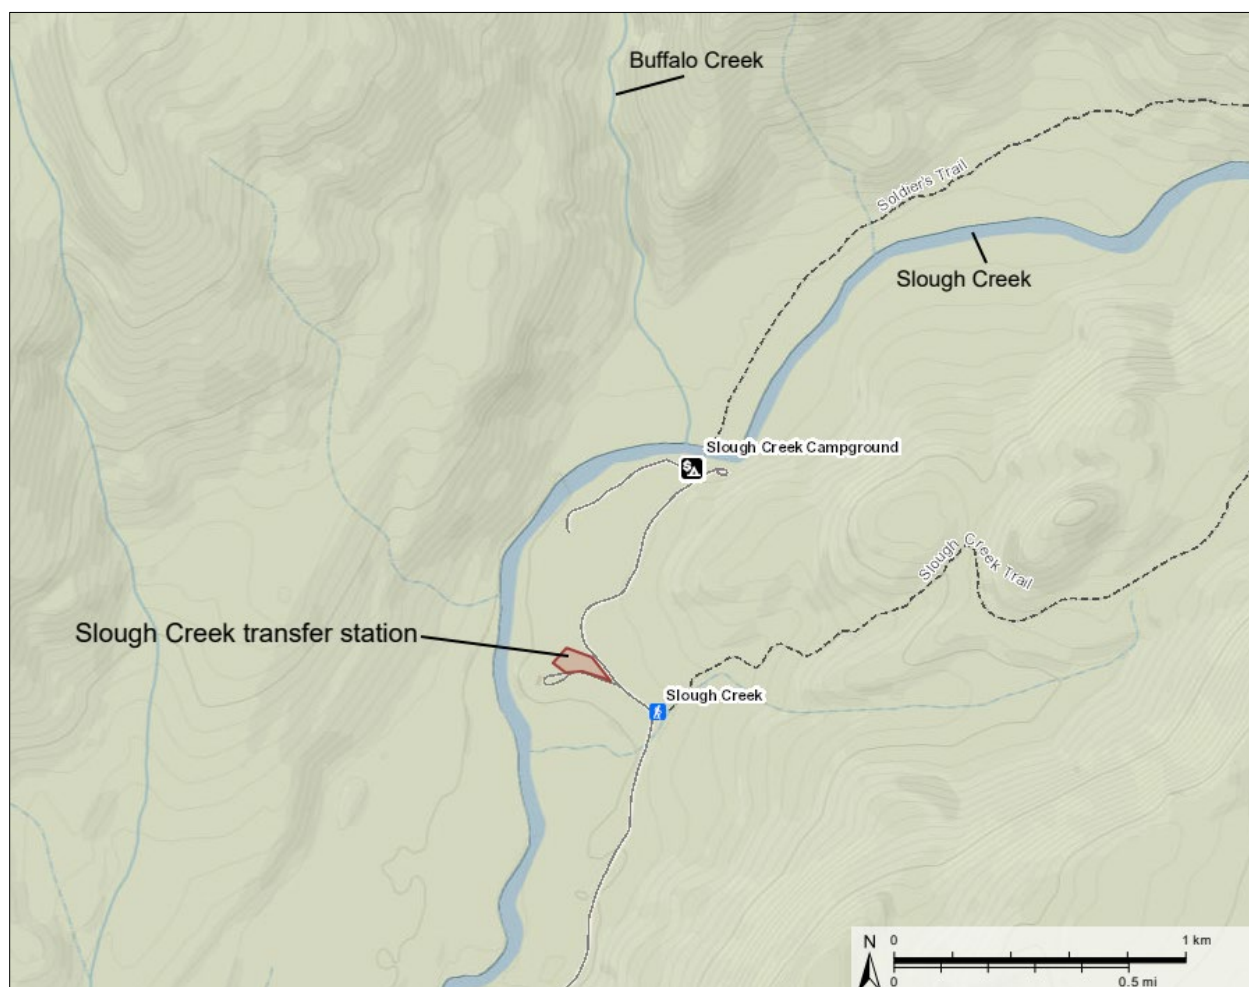 Buffalo Creek
Soldier's Trail
Slough Creek
Slough Creek Campground
Slough Creek Trail
Slough Creek transfer station
Slough Creek
N 0 1 km
0 0.5 mi